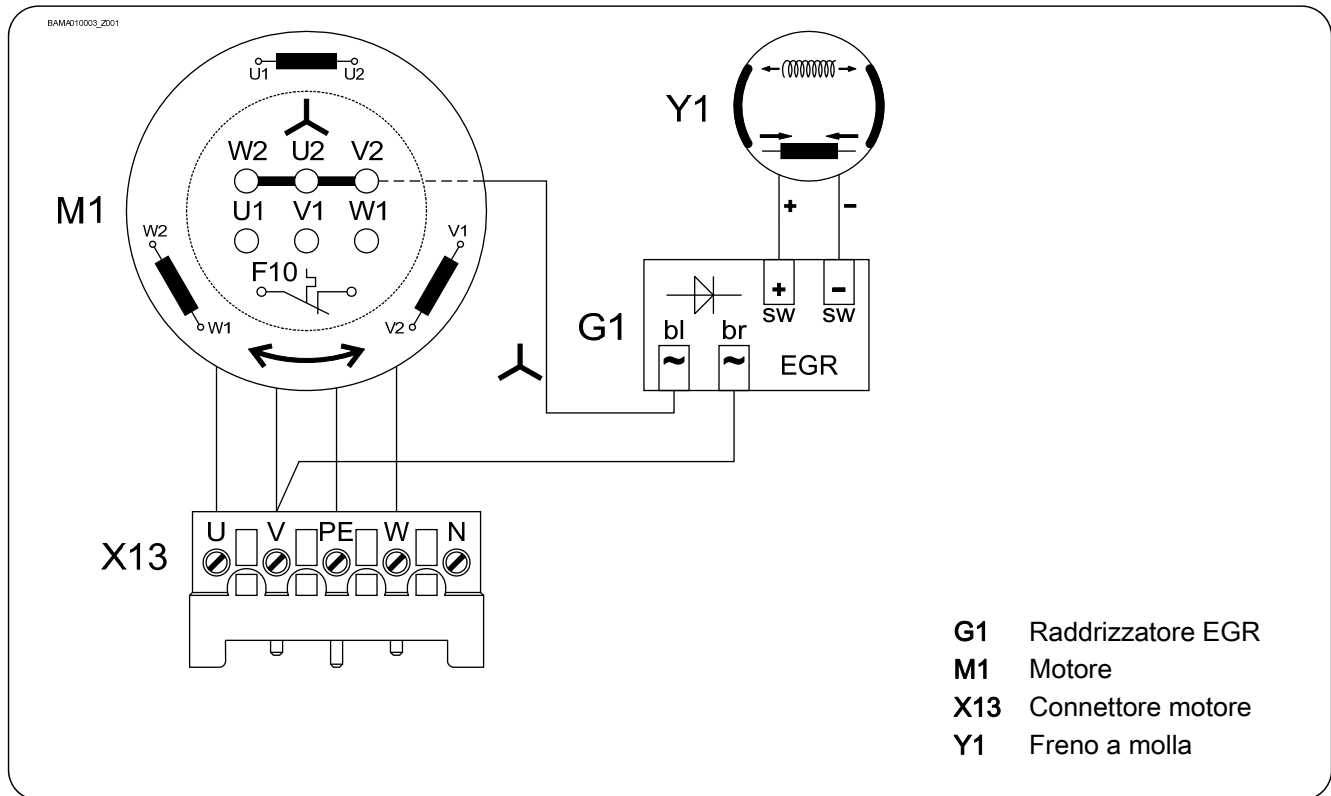 BAMA010003_Z001
U1 U2
Y1
W2 U2 V2
M1
U1 V1 W1
W2
V1
+ -
F10
W1
V2
G1
+ -
sw sw
bl br
~ ~
EGR
X13
U V PE W N
G1 Raddrizzatore EGR
M1 Motore
X13 Connettore motore
Y1 Freno a molla